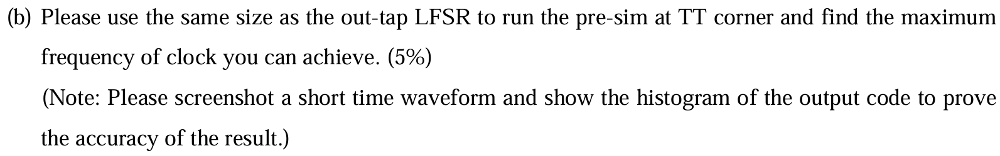 (b) Please use the same size as the out-tap LFSR to run the pre-sim at TT corner and find the maximum
frequency of clock you can achieve. (5%)
(Note: Please screenshot a short time waveform and show the histogram of the output code to prove
the accuracy of the result.)